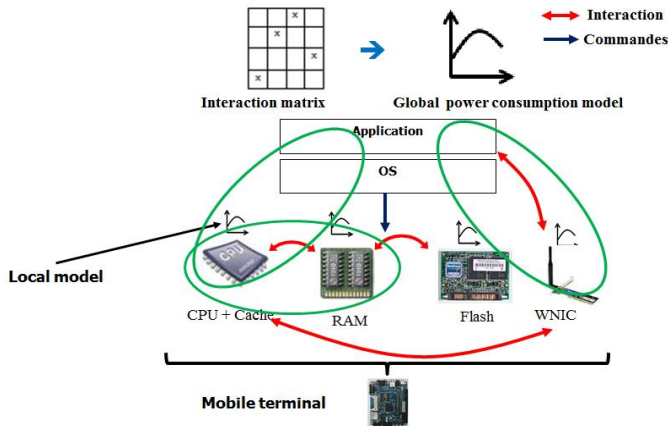 x
x
x
x
Interaction
Commandes
Interaction matrix
Global power consumption model
Application
OS
Local model
CPU
CPU + Cache
RAM
Flash
WNIC
Mobile terminal